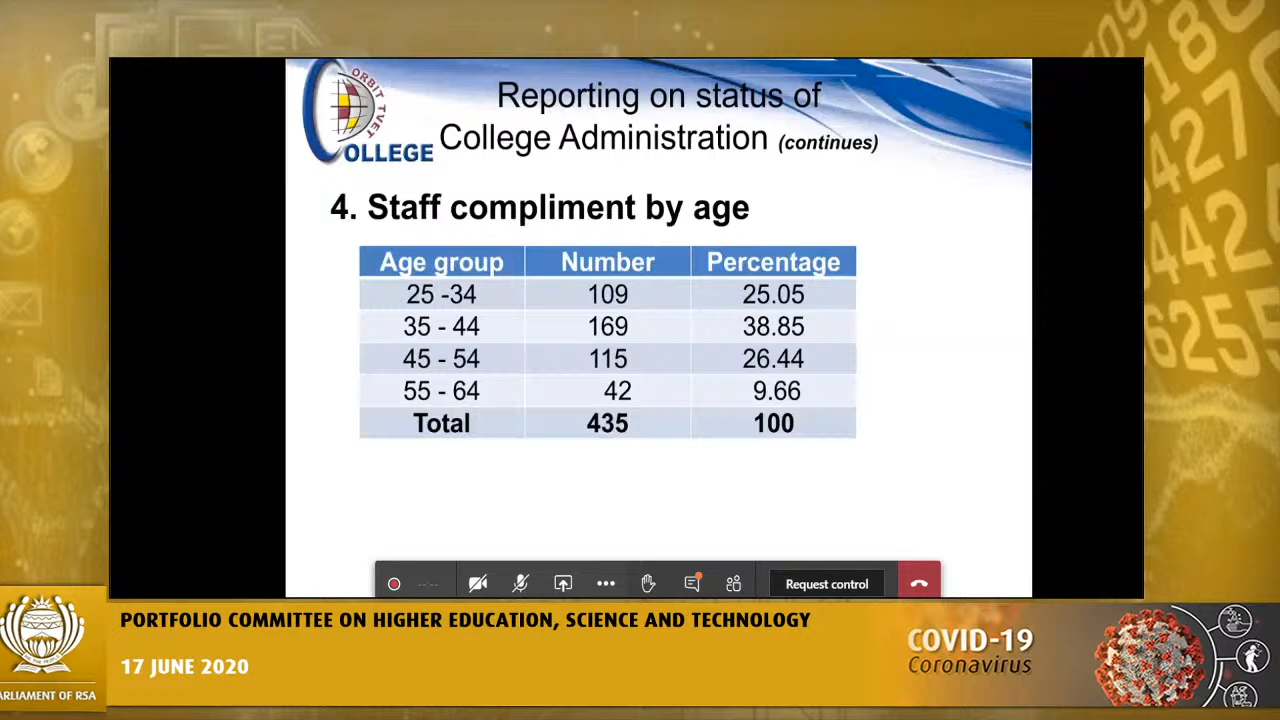 ORBIT TVET
COLLEGE
Reporting on status of
College Administration (continues)
4. Staff compliment by age
Age group Number Percentage
25 -34 109 25.05
35 - 44 169 38.85
45 - 54 115 26.44
55 - 64 42 9.66
Total 435 100
Request control
PORTFOLIO COMMITTEE ON HIGHER EDUCATION, SCIENCE AND TECHNOLOGY
17 JUNE 2020
COVID-19
Coronavirus
ARLIAMENT OF RSA